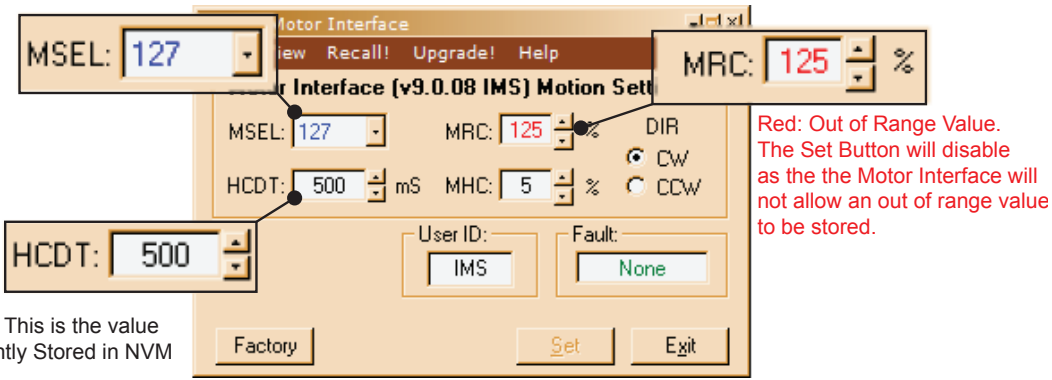 MSEL: 127
Motor Interface
Recall! Upgrade! Help
MRC: 125 %
Interface (v9.0.08 IMS) Motion
MSEL: 127 MRC: 125 % DIR
CW
HCDT: 500 mS MHC: 5 % CCW
Red: Out of Range Value.
The Set Button will disable
as the the Motor Interface will
not allow an out of range value
to be stored.
HCDT: 500
User ID: Fault:
IMS None
This is the value
Stored in NVM
Factory Set Exit